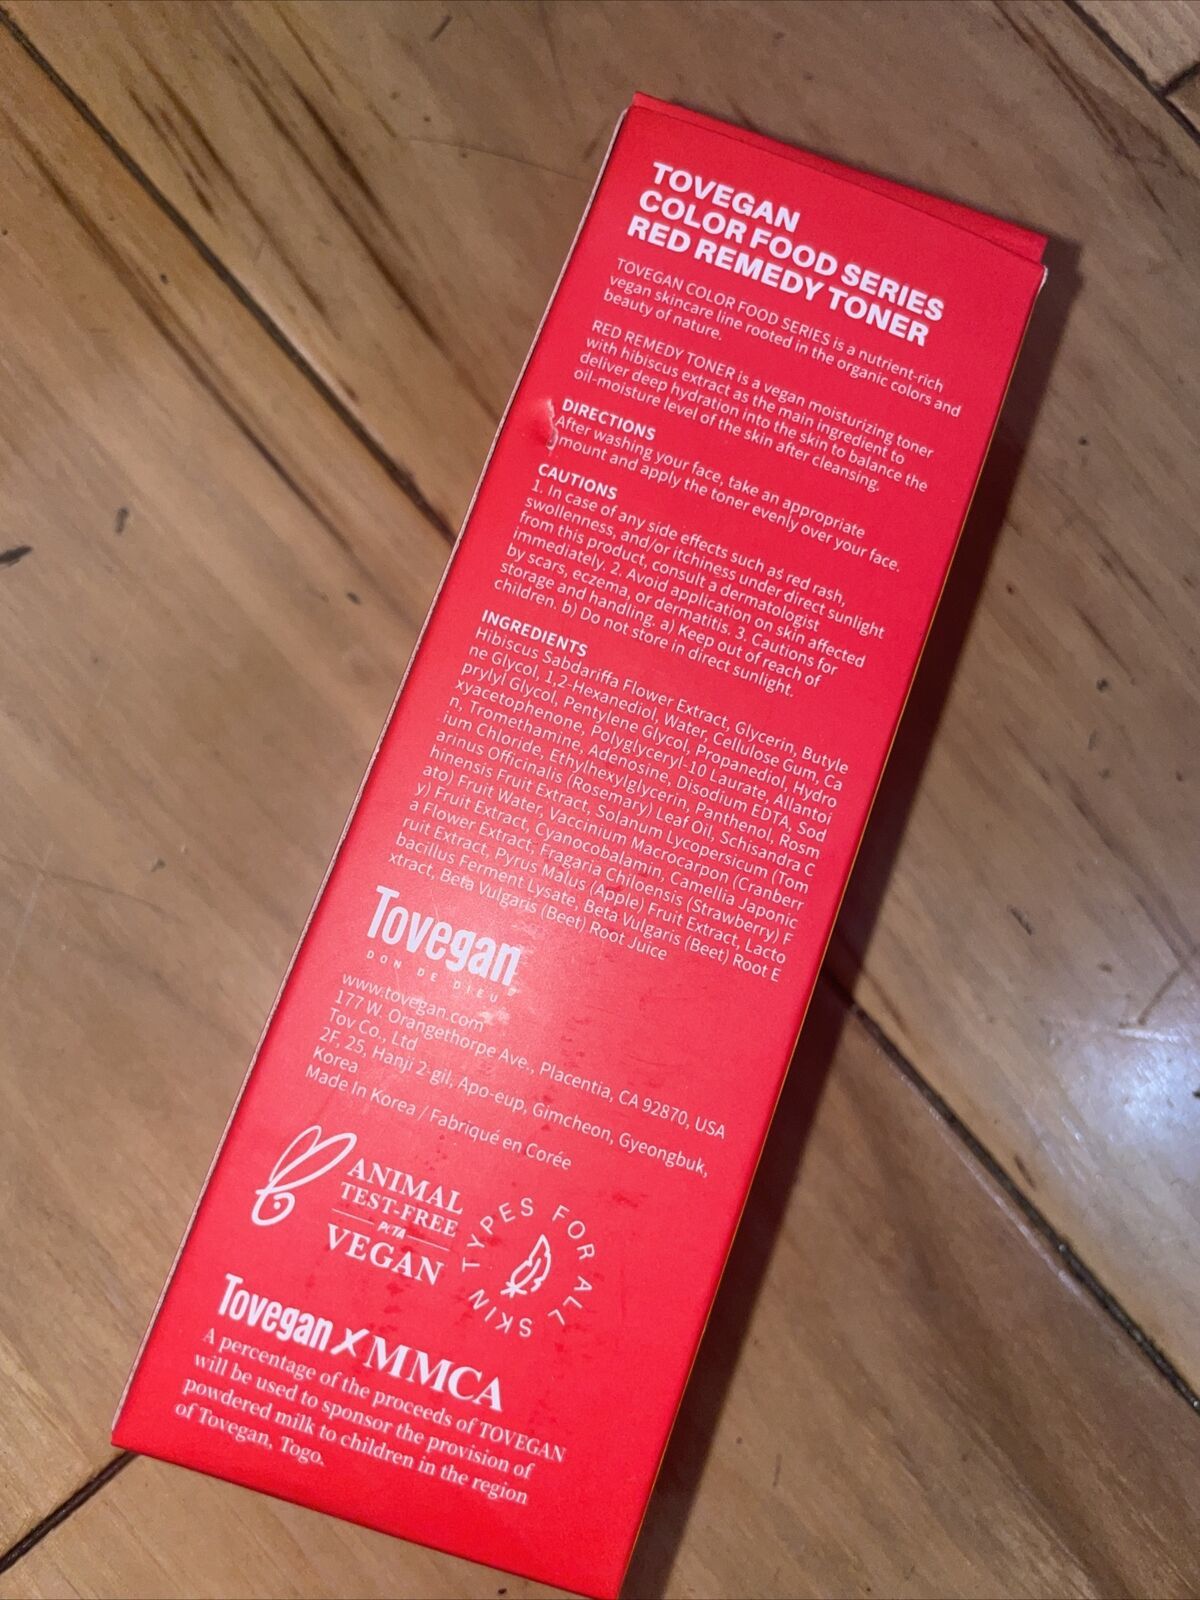 TOVEGAN
COLOR FOOD SERIES
RED REMEDY TONER
TOVEGAN COLOR FOOD SERIES is a nutrient-rich
vegan skincare line rooted in the organic colors and
beauty of nature.
RED REMEDY TONER is a vegan moisturizing toner
with hibiscus extract as the main ingredient to
deliver deep hydration into the skin to balance the
oil-moisture level of the skin after cleansing.
DIRECTIONS
After washing your face, take an appropriate
mount and apply the toner evenly over your face.
CAUTIONS
1. In case of any side effects such as red rash,
swollenness, and/or itchiness under direct sunlight
from this product, consult a dermatologist
immediately. 2. Avoid application on skin affected
by scars, eczema, or dermatitis. 3. Cautions for
storage and handling. a) Keep out of reach of
children. b) Do not store in direct sunlight.
INGREDIENTS
Hibiscus Sabdariffa Flower Extract, Glycerin, Butyle
ne Glycol, 1,2-Hexanediol, Water, Cellulose Gum, Ca
prylyl Glycol, Pentylene Glycol, Propanediol, Hydro
xyacetophenone, Polyglyceryl-10 Laurate, Allantoi
n, Tromethamine, Adenosine, Disodium EDTA, Sod
ium Chloride, Ethylhexylglycerin, Panthenol, Rosm
arinus Officinalis (Rosemary) Leaf Oil, Schisandra C
hinensis Fruit Extract, Solanum Lycopersicum (Tom
ato) Fruit Water, Vaccinium Macrocarpon (Cranberr
y) Fruit Extract, Cyanocobalamin, Camellia Japonic
a Flower Extract, Fragaria Chiloensis (Strawberry) F
ruit Extract, Pyrus Malus (Apple) Fruit Extract, Lacto
bacillus Ferment Lysate, Beta Vulgaris (Beet) Root E
xtract, Beta Vulgaris (Beet) Root Juice
Tovegan
DON DE DIEU
www.tovegan.com
177 W. Orangethorpe Ave., Placentia, CA 92870, USA
Tov Co., Ltd
2F, 25, Hanji 2-gil, Apo-eup, Gimcheon, Gyeongbuk,
Korea
Made In Korea / Fabriqué en Corée
ANIMAL
TEST-FREE
PETA
VEGAN
FOR ALL SKIN TYPES
Tovegan X MMCA
A percentage of the proceeds of TOVEGAN
will be used to sponsor the provision of
powdered milk to children in the region
of Tovegan, Togo.